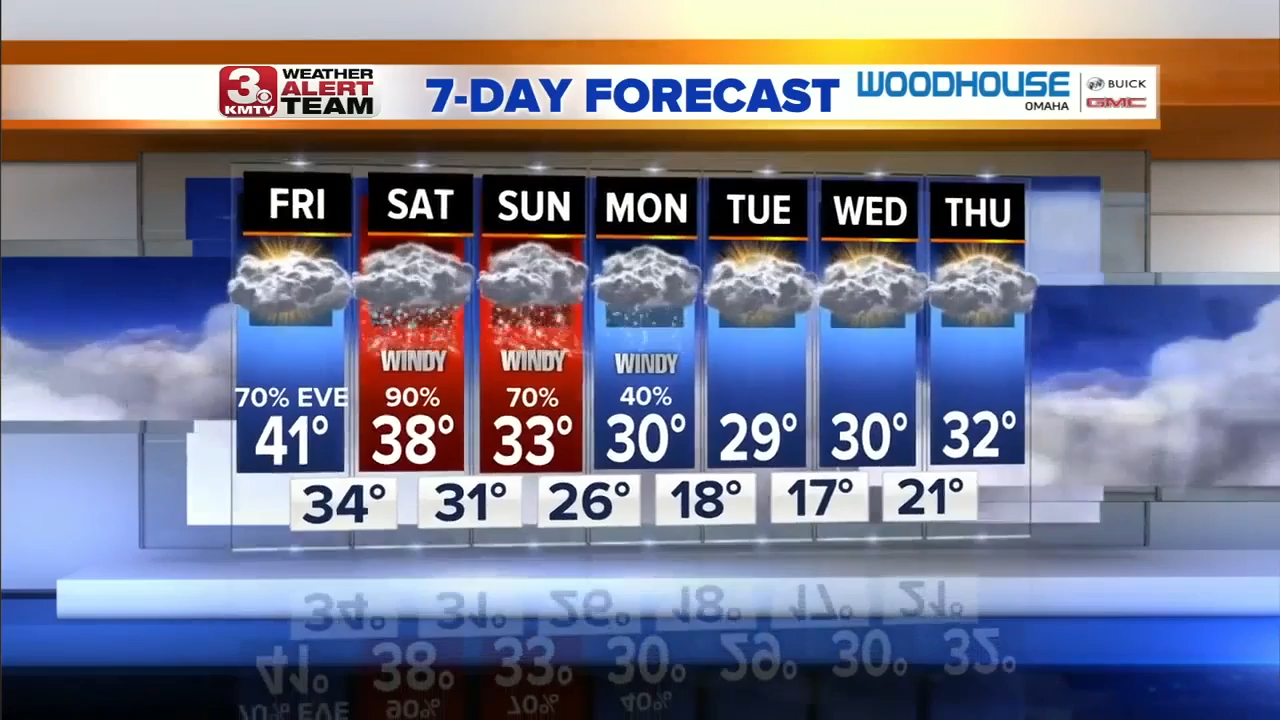 3
KMTV
WEATHER
ALERT
TEAM
7-DAY FORECAST
WOODHOUSE
OMAHA
BUICK
GMC
FRI SAT SUN MON TUE WED THU
WINDY WINDY WINDY
70% EVE 90% 70% 40%
41° 38° 33° 30° 29° 30° 32°
34° 31° 26° 18° 17° 21°